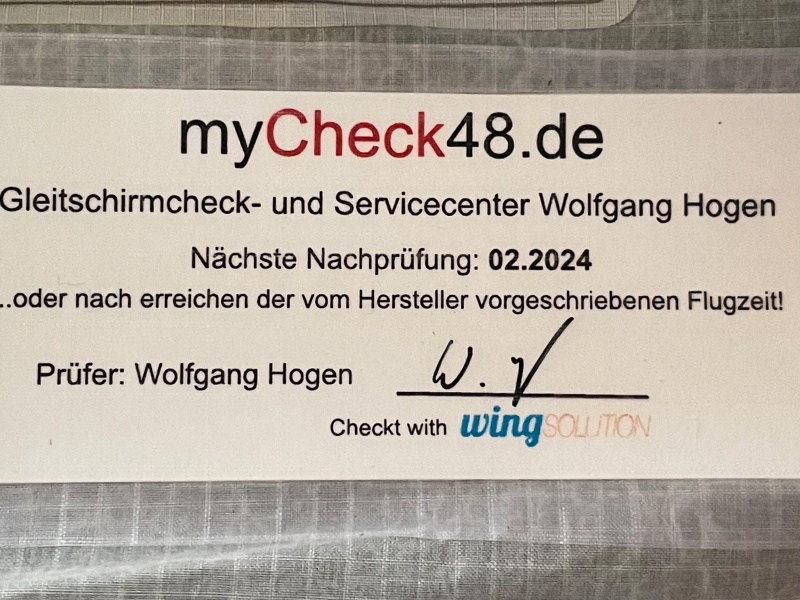 myCheck48.de
Gleitschirmcheck- und Servicecenter Wolfgang Hogen
Nächste Nachprüfung: 02.2024
..oder nach erreichen der vom Hersteller vorgeschriebenen Flugzeit!
Prüfer: Wolfgang Hogen
Checkt with wingSOLUTION